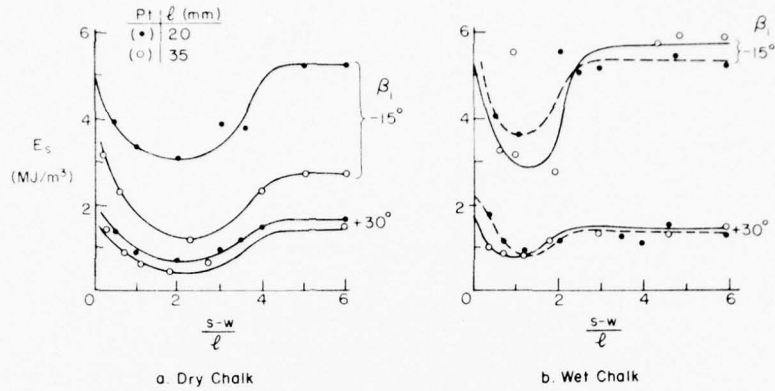 Pt ℓ (mm)
(•) 20
(○) 35
6
4
2
0
E_s
(MJ/m³)
β_i
-15°
+30°
0 2 4 6
s-w
ℓ
a. Dry Chalk
6
4
2
β_i
-15°
+30°
0 2 4 6
s-w
ℓ
b. Wet Chalk